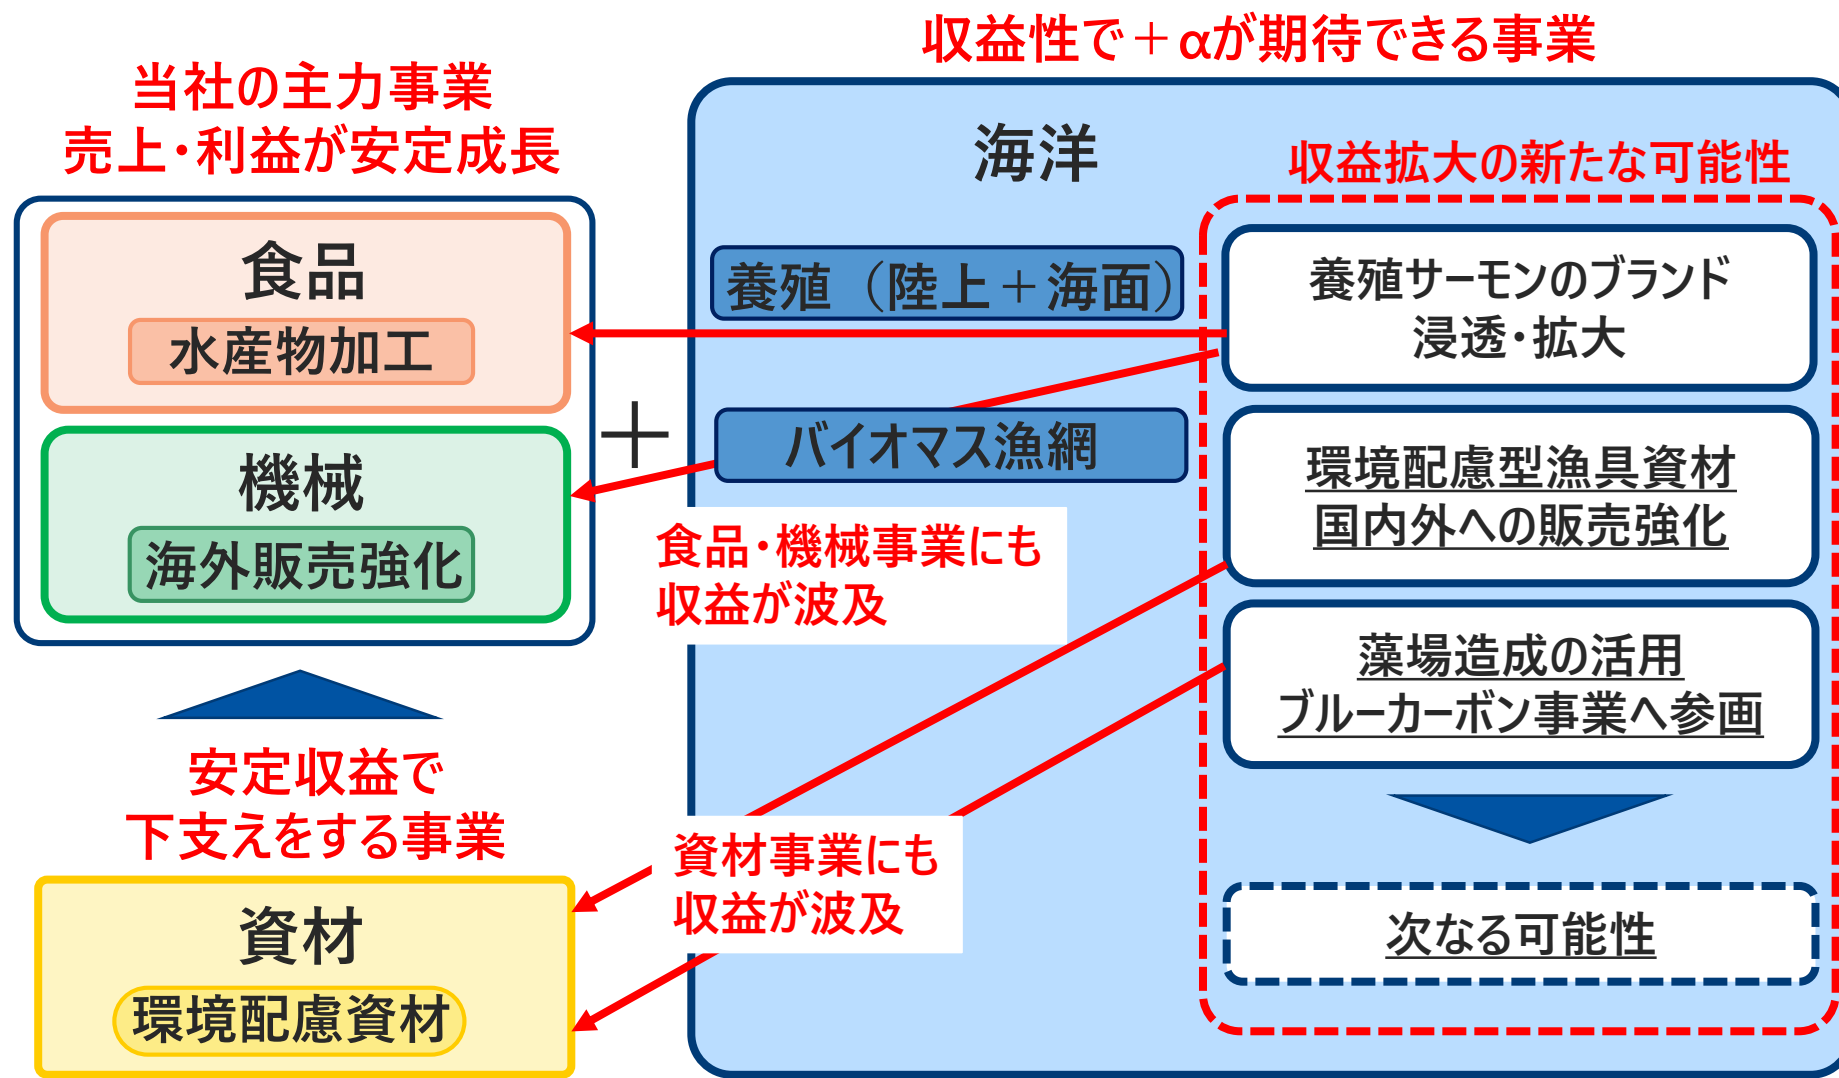 収益性で＋αが期待できる事業
当社の主力事業
売上・利益が安定成長
食品
水産物加工
機械
海外販売強化
＋
安定収益で
下支えをする事業
資材
環境配慮資材
海洋
養殖（陸上＋海面）
バイオマス漁網
食品・機械事業にも
収益が波及
資材事業にも
収益が波及
収益拡大の新たな可能性
養殖サーモンのブランド
浸透・拡大
環境配慮型漁具資材
国内外への販売強化
藻場造成の活用
ブルーカーボン事業へ参画
次なる可能性